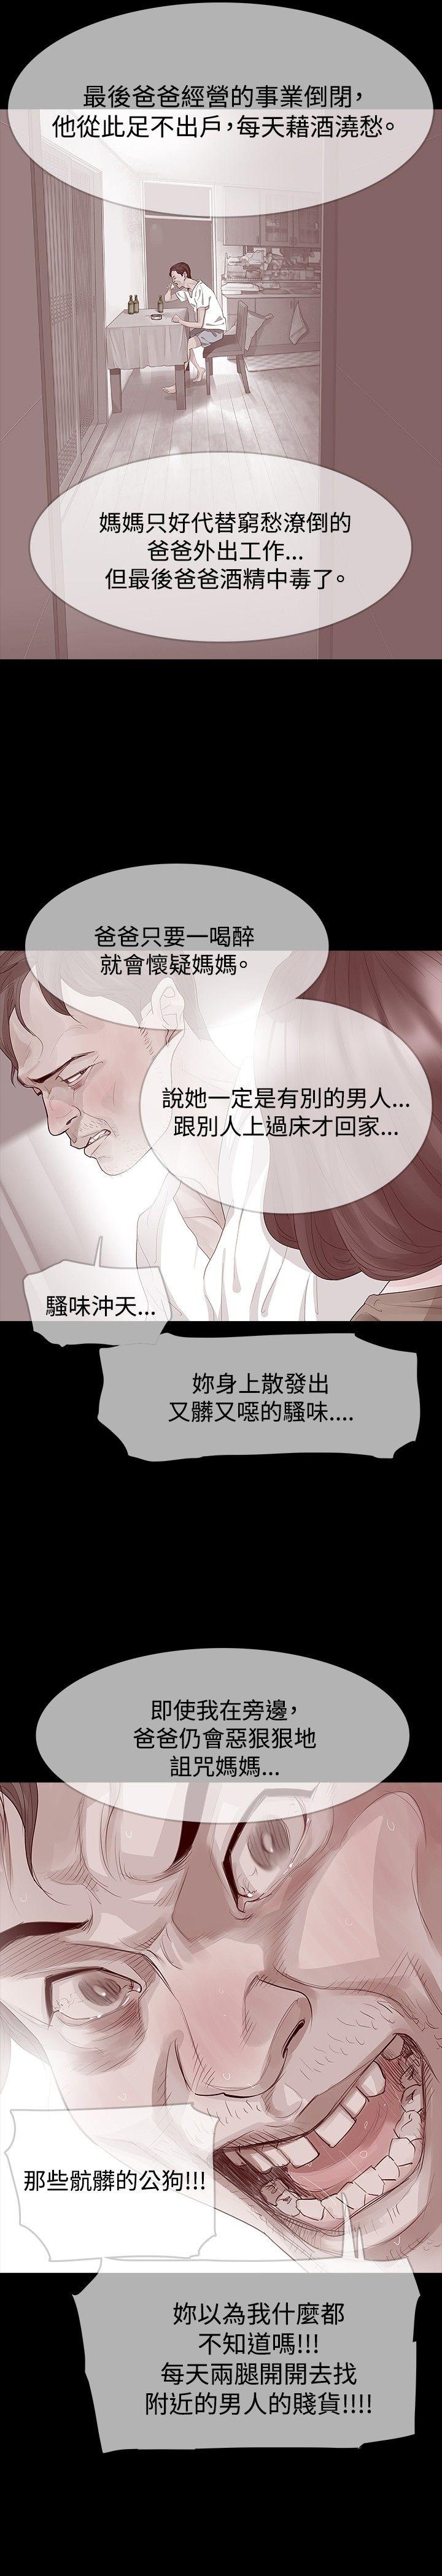 最後爸爸經營的事業倒閉，
他從此足不出戶，每天藉酒澆愁。
媽媽只好代替窮愁潦倒的
爸爸外出工作...
但最後爸爸酒精中毒了。
爸爸只要一喝醉
就會懷疑媽媽。
說她一定是有別的男人...
跟別人上過床才回家...
騷味沖天...
妳身上散發出
又髒又噁的騷味....
即使我在旁邊，
爸爸仍會惡狠狠地
詛咒媽媽...
那些骯髒的公狗!!!
妳以為我什麼都
不知道嗎!!!
每天兩腿開開去找
附近的男人的賤貨!!!!